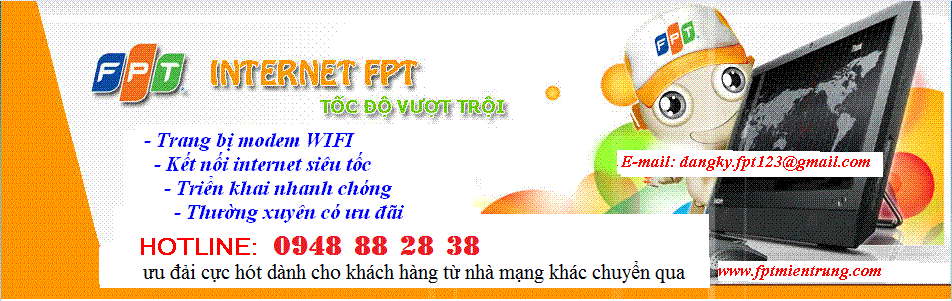 FPT INTERNET FPT
TỐC ĐỘ VƯỢT TRỘI
FPT
- Trang bị modem WIFI
- Kết nối internet siêu tốc
- Triển khai nhanh chóng
- Thường xuyên có ưu đãi
E-mail: dangky.fpt123@gmail.com
HOTLINE: 0948 88 28 38
ưu đãi cực hót dành cho khách hàng từ nhà mạng khác chuyển qua
www.fptmientrung.com